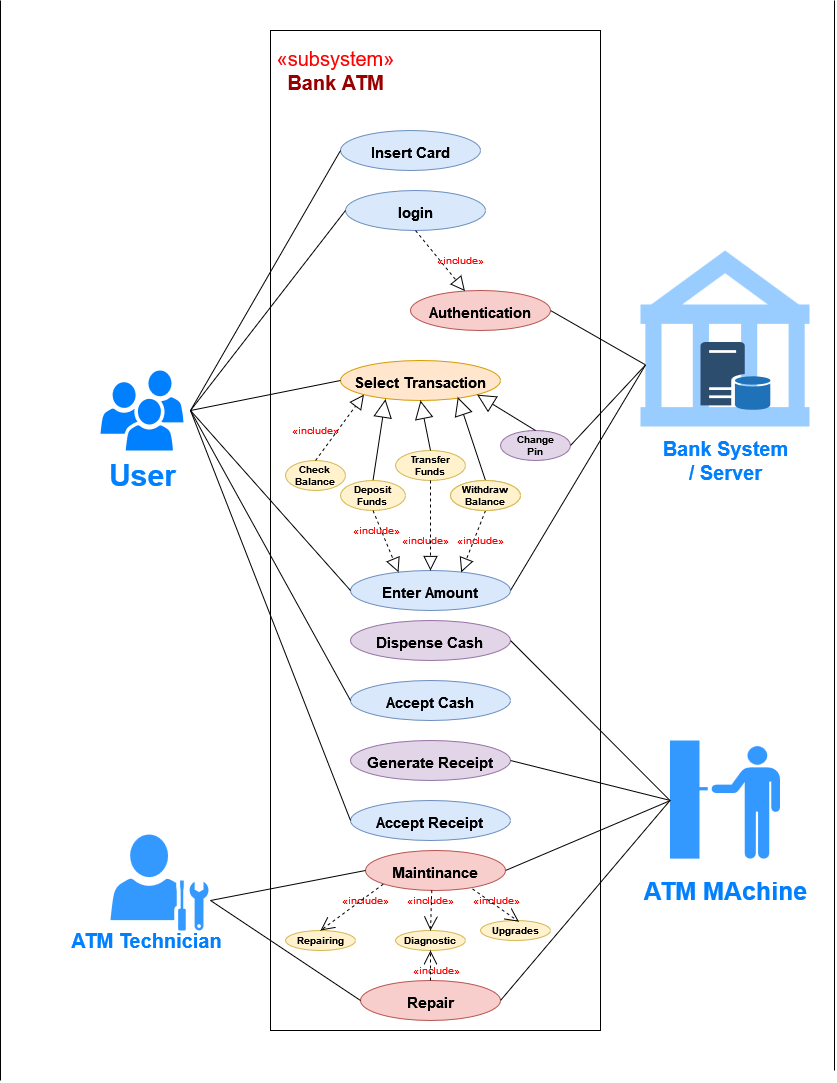 «subsystem»
Bank ATM
Insert Card
login
«include»
Authentication
Select Transaction
«include»
Change
Pin
Transfer
Funds
Check
Balance
Deposit
Funds
Withdraw
Balance
«include»
«include»
«include»
Enter Amount
Dispense Cash
Accept Cash
Generate Receipt
Accept Receipt
Maintinance
«include»
«include»
«include»
Repairing
Diagnostic
Upgrades
«include»
Repair
User
ATM Technician
Bank System
/ Server
ATM MAchine